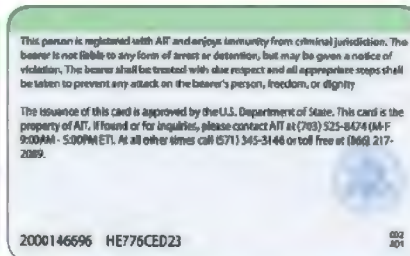 This person is registered with AIT and enjoys immunity from criminal jurisdiction. The
bearer is not liable to any form of arrest or detention, but may be given a notice of
violation. The bearer shall be treated with due respect and all appropriate steps shall
be taken to prevent any attack on the bearer's person, freedom, or dignity
The issuance of this card is approved by the U.S. Department of State. This card is the
property of AIT. If found or for inquiries, please contact AIT at (703) 525-8474 (M-F
9:00AM - 5:00PM ET). At all other times call (571) 345-3146 or toll free at (866) 217-
2089.
2000146696 HE776CED23
002
A01